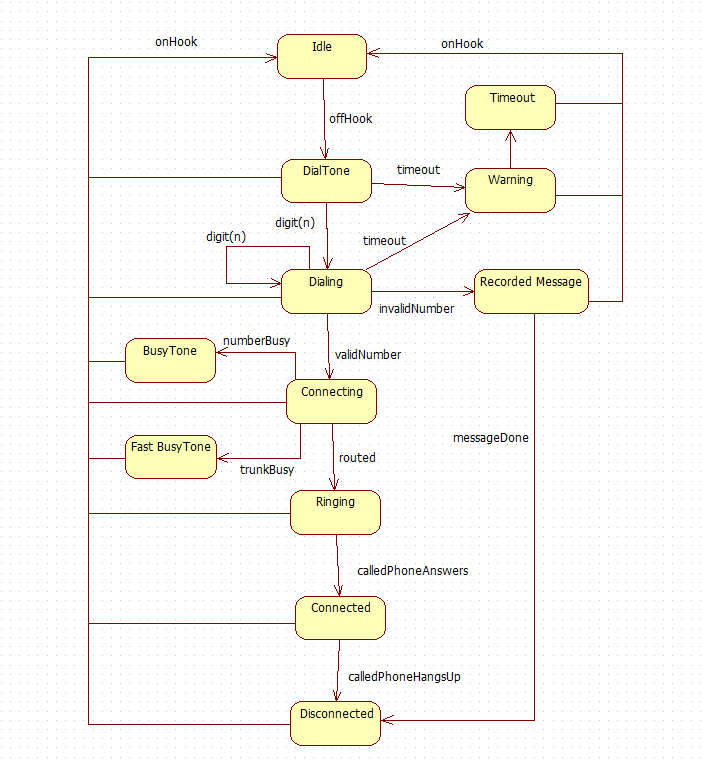 onHook
Idle
onHook
Timeout
offHook
DialTone
timeout
Warning
digit(n)
digit(n)
timeout
Dialing
Recorded Message
invalidNumber
numberBusy
BusyTone
validNumber
Connecting
Fast BusyTone
messageDone
trunkBusy
routed
Ringing
calledPhoneAnswers
Connected
calledPhoneHangsUp
Disconnected